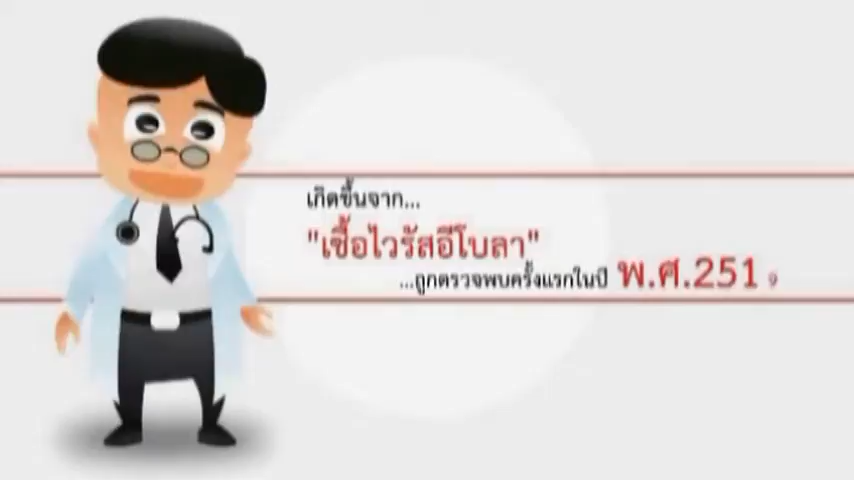 เกิดขึ้นจาก...
"เชื้อไวรัสอีโบลา"
...ถูกตรวจพบครั้งแรกในปี พ.ศ.2519